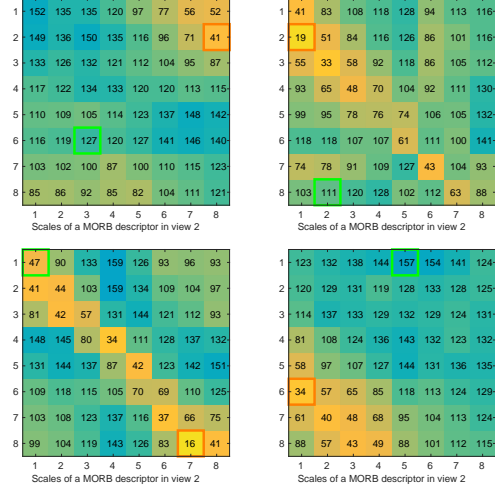 1 152 135 135 120 97 77 56 52
2 149 136 150 135 116 96 71 41
3 133 126 132 121 112 104 95 87
4 117 122 134 133 120 120 113 115
5 110 109 105 114 123 137 148 142
6 116 119 127 120 127 141 146 140
7 103 102 100 87 100 110 115 123
8 85 86 92 85 82 104 111 121
1 2 3 4 5 6 7 8
Scales of a MORB descriptor in view 2
1 41 83 108 118 128 94 113 116
2 19 51 84 116 126 86 101 116
3 55 33 58 92 118 86 105 112
4 93 65 48 70 104 92 111 130
5 99 95 78 76 74 106 105 132
6 118 118 107 107 61 111 100 141
7 74 78 91 109 127 43 104 93
8 103 111 120 128 102 112 63 88
1 2 3 4 5 6 7 8
Scales of a MORB descriptor in view 2
1 47 90 133 159 126 93 96 93
2 41 44 103 159 134 109 104 97
3 81 42 57 131 144 121 112 93
4 148 145 80 34 111 128 137 132
5 131 144 137 87 42 123 142 151
6 109 118 115 105 70 69 110 125
7 103 108 123 137 116 37 66 75
8 99 104 119 143 126 83 16 41
1 2 3 4 5 6 7 8
Scales of a MORB descriptor in view 2
1 123 132 138 144 157 154 141 124
2 120 129 131 119 128 133 128 125
3 114 137 133 129 132 129 124 131
4 81 108 124 136 143 132 123 132
5 58 97 107 127 144 131 136 135
6 34 57 65 85 118 113 124 129
7 61 40 48 68 95 104 113 124
8 88 57 43 49 88 101 112 115
1 2 3 4 5 6 7 8
Scales of a MORB descriptor in view 2